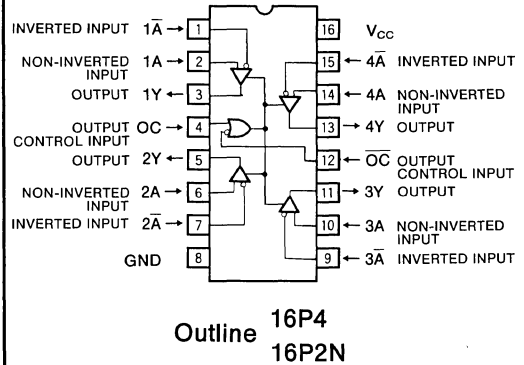 INVERTED INPUT 1A̅ → 1
NON-INVERTED INPUT 1A → 2
OUTPUT 1Y ← 3
OUTPUT CONTROL INPUT OC → 4
OUTPUT 2Y ← 5
NON-INVERTED INPUT 2A → 6
INVERTED INPUT 2A̅ → 7
GND 8
16 VCC
15 ← 4A̅ INVERTED INPUT
14 ← 4A NON-INVERTED INPUT
13 → 4Y OUTPUT
12 ← O̅C̅ OUTPUT CONTROL INPUT
11 → 3Y OUTPUT
10 ← 3A NON-INVERTED INPUT
9 ← 3A̅ INVERTED INPUT
Outline 16P4
16P2N